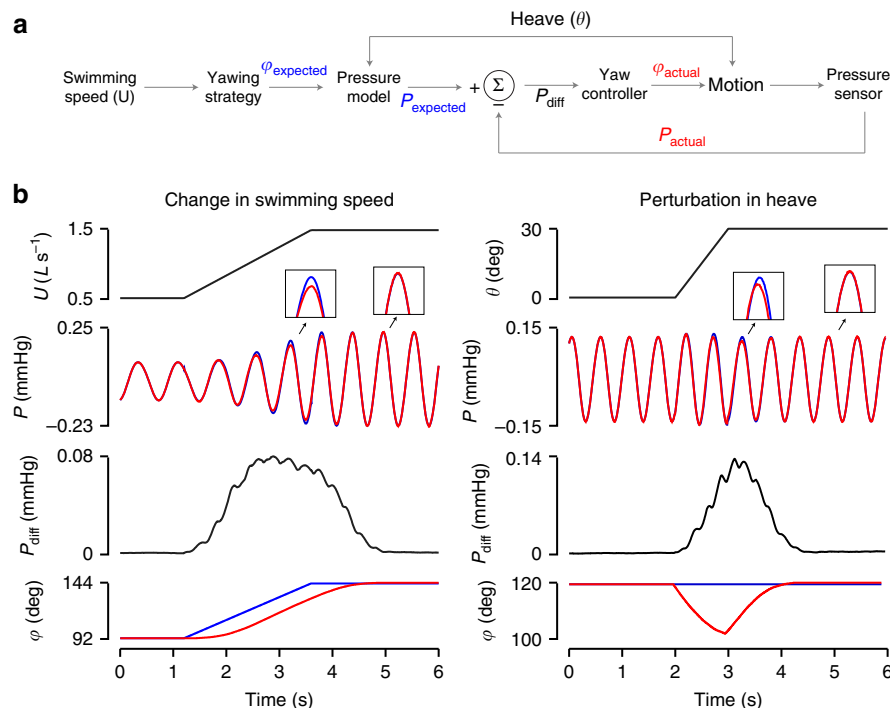 a
Heave (θ)
Swimming speed (U)
Yawing strategy
φexpected
Pressure model
Pexpected
+
Σ
−
Pdiff
Yaw controller
φactual
Motion
Pressure sensor
Pactual
b
Change in swimming speed
U (L s⁻¹)
1.5
0.5
P (mmHg)
0.25
−0.23
Pdiff (mmHg)
0.08
0
φ (deg)
144
92
0 1 2 3 4 5 6
Time (s)
Perturbation in heave
θ (deg)
30
0
P (mmHg)
0.15
−0.15
Pdiff (mmHg)
0.14
0
φ (deg)
120
100
0 1 2 3 4 5 6
Time (s)